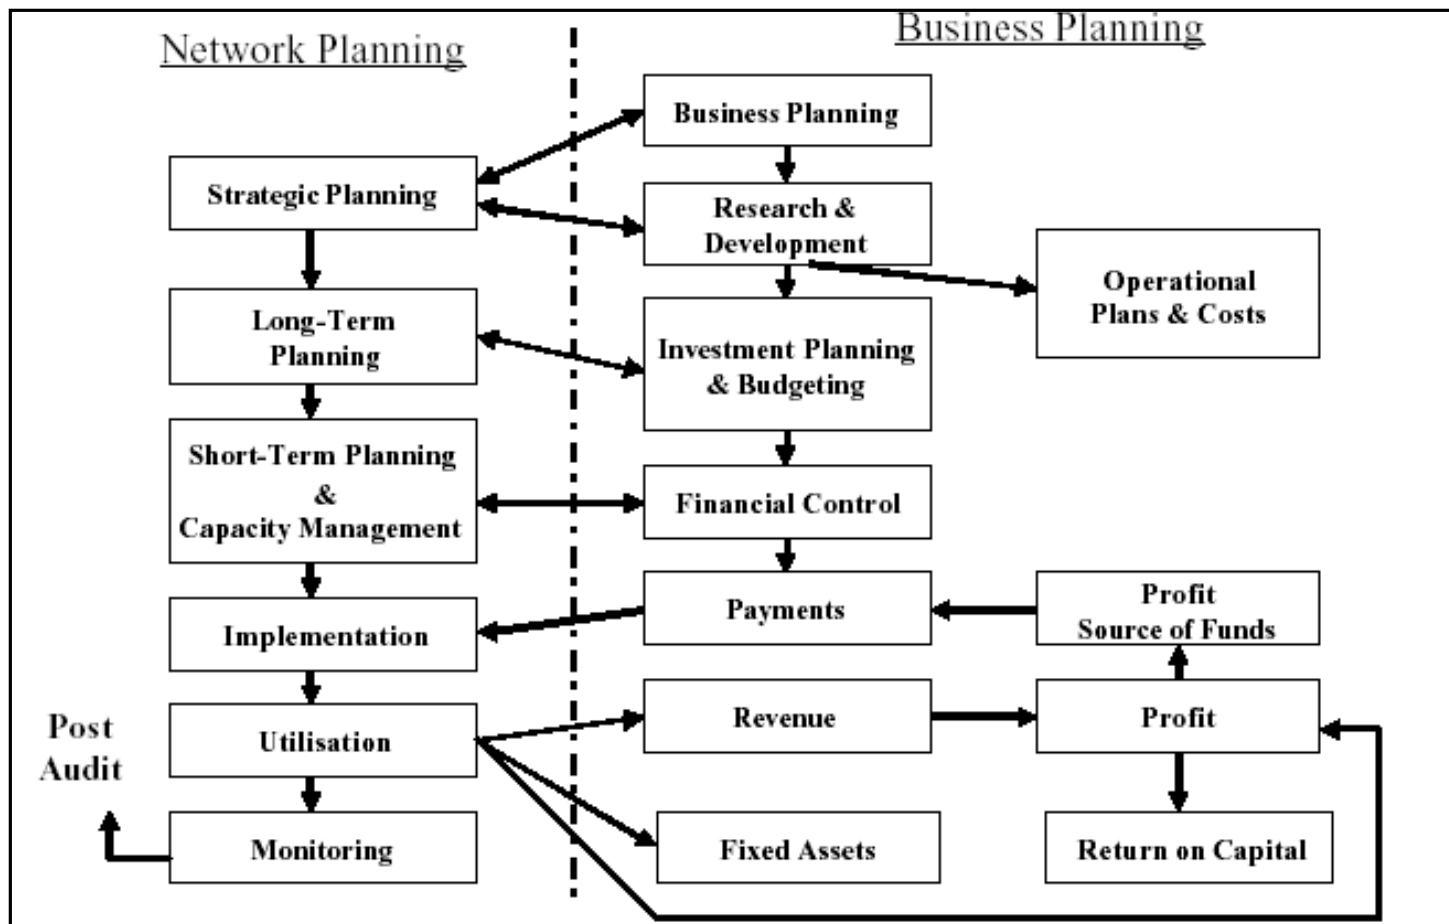 Network Planning
Business Planning
Business Planning
Strategic Planning
Research &
Development
Operational
Plans & Costs
Long-Term
Planning
Investment Planning
& Budgeting
Short-Term Planning
&
Capacity Management
Financial Control
Implementation
Payments
Profit
Source of Funds
Post
Audit
Utilisation
Revenue
Profit
Monitoring
Fixed Assets
Return on Capital